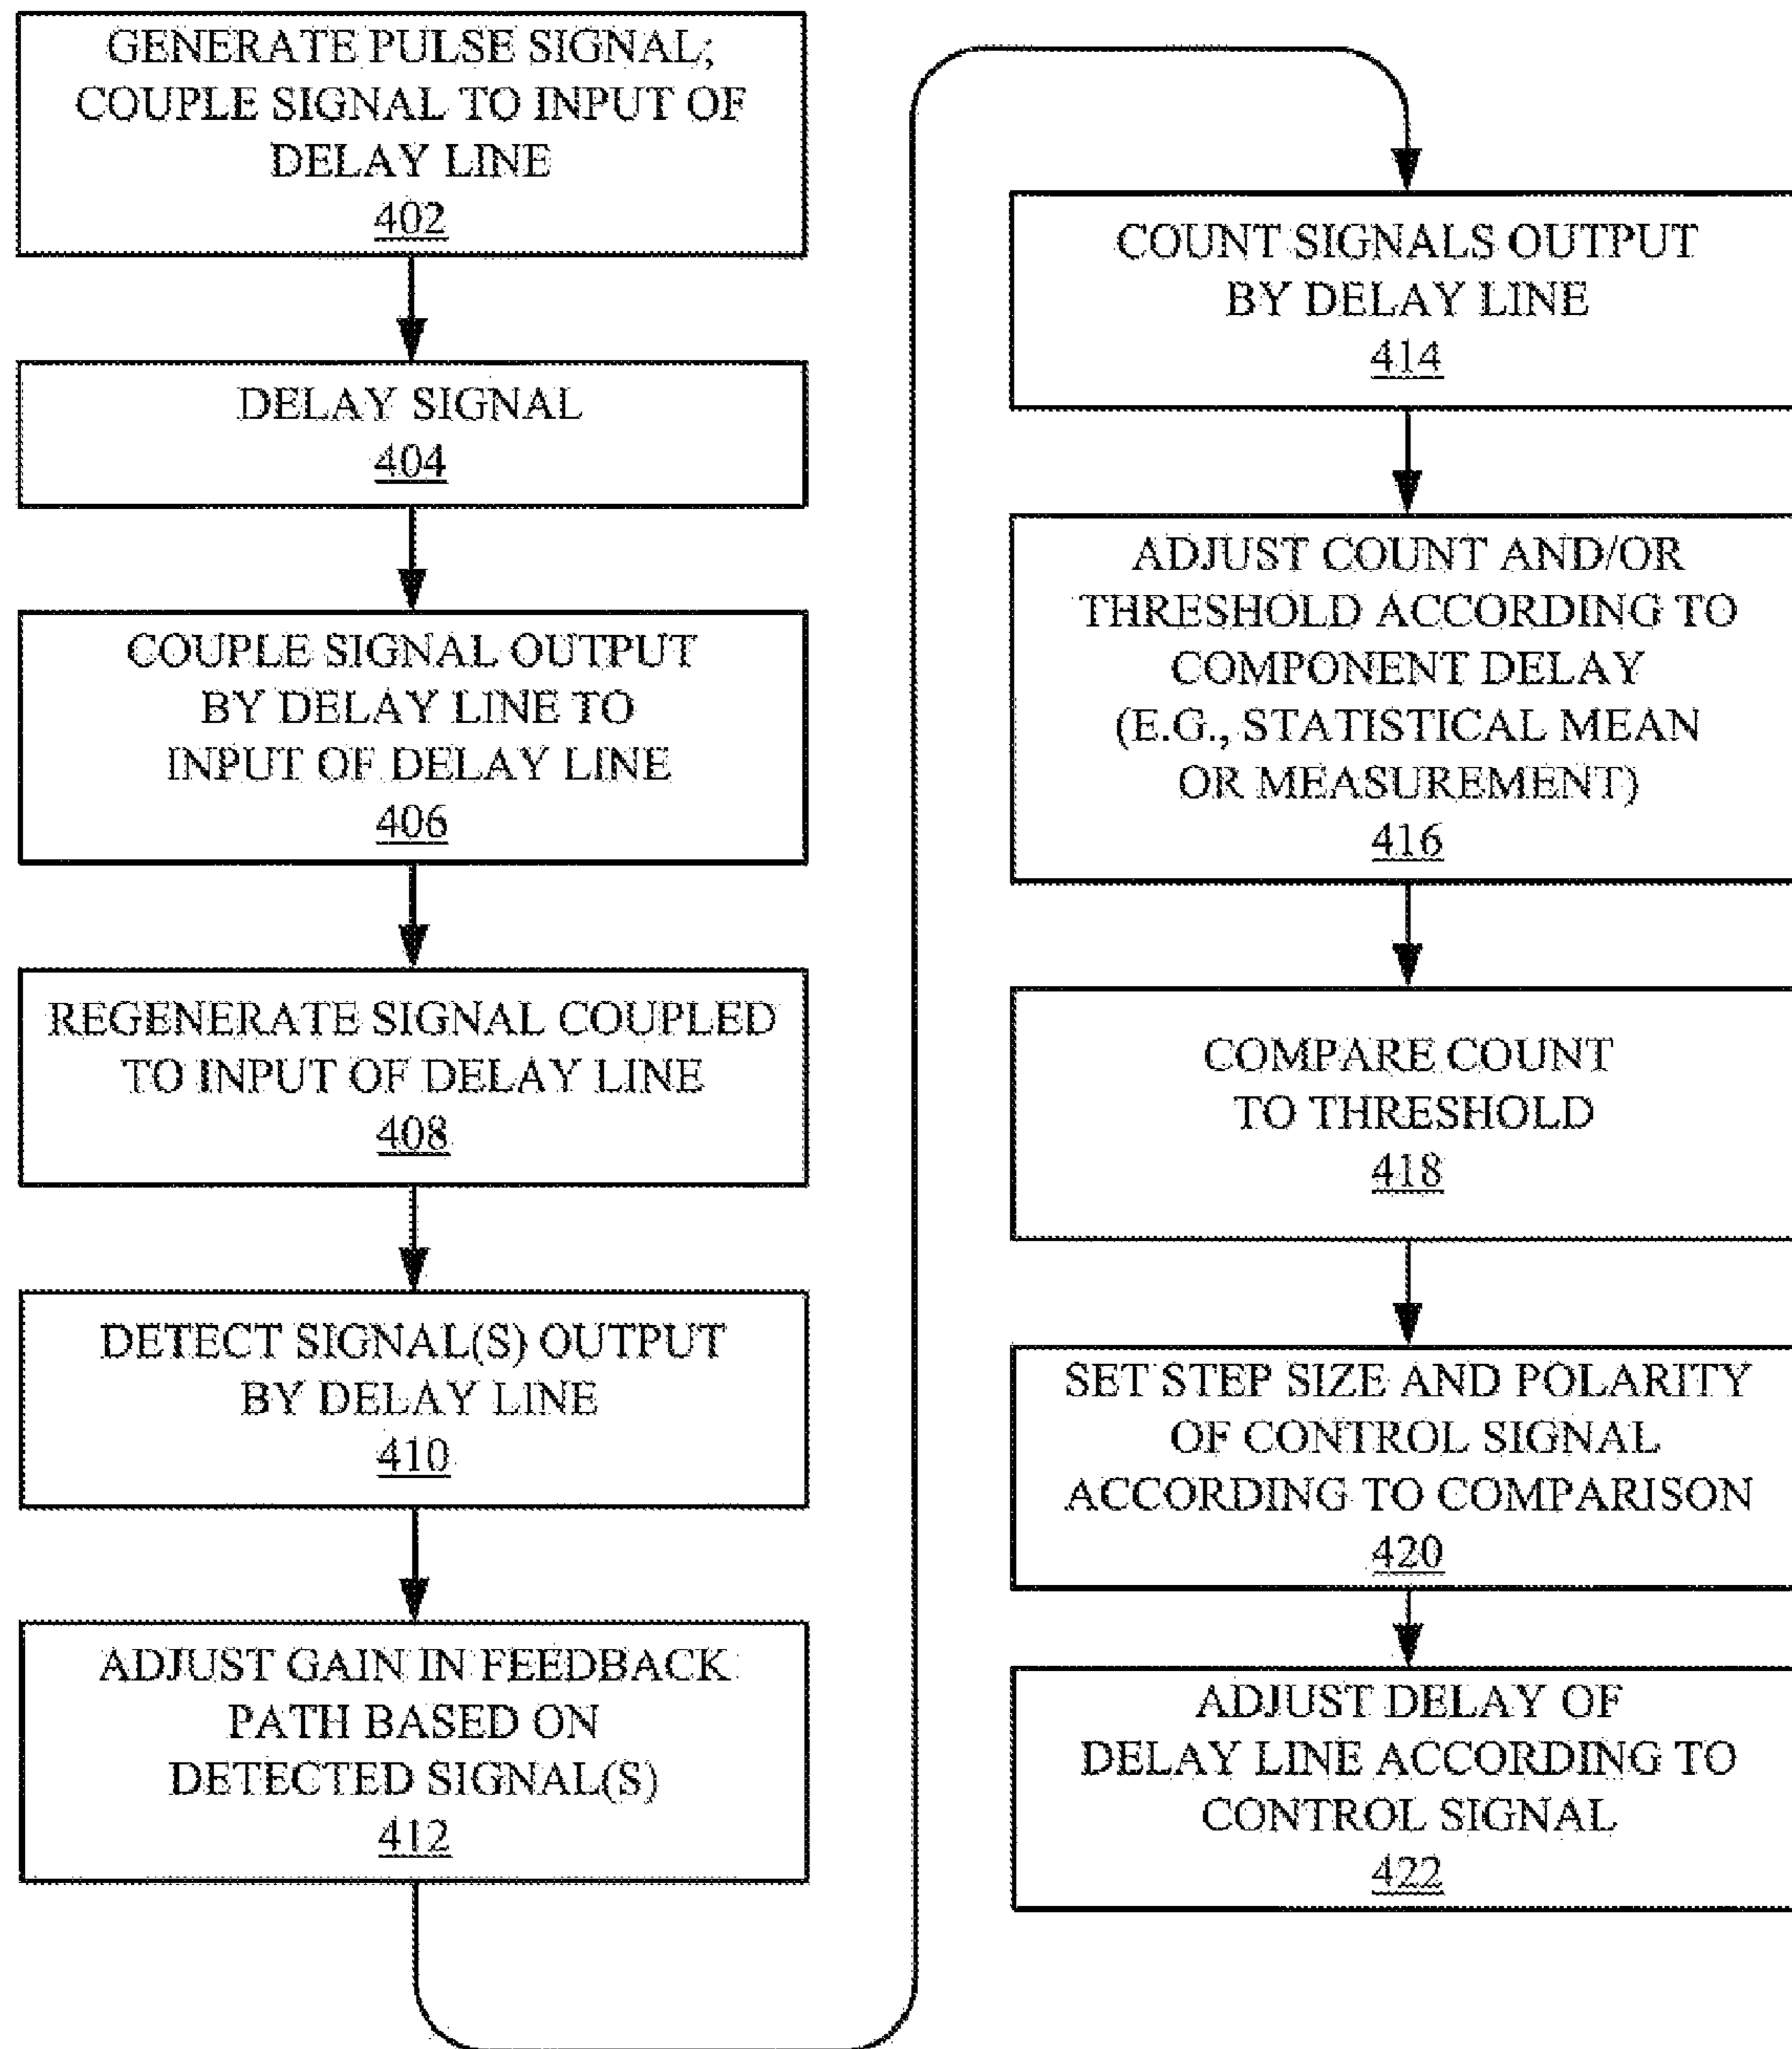 GENERATE PULSE SIGNAL;
COUPLE SIGNAL TO INPUT OF
DELAY LINE
402
DELAY SIGNAL
404
COUPLE SIGNAL OUTPUT
BY DELAY LINE TO
INPUT OF DELAY LINE
406
REGENERATE SIGNAL COUPLED
TO INPUT OF DELAY LINE
408
DETECT SIGNAL(S) OUTPUT
BY DELAY LINE
410
ADJUST GAIN IN FEEDBACK
PATH BASED ON
DETECTED SIGNAL(S)
412
COUNT SIGNALS OUTPUT
BY DELAY LINE
414
ADJUST COUNT AND/OR
THRESHOLD ACCORDING TO
COMPONENT DELAY
(E.G., STATISTICAL MEAN
OR MEASUREMENT)
416
COMPARE COUNT
TO THRESHOLD
418
SET STEP SIZE AND POLARITY
OF CONTROL SIGNAL
ACCORDING TO COMPARISON
420
ADJUST DELAY OF
DELAY LINE ACCORDING TO
CONTROL SIGNAL
422